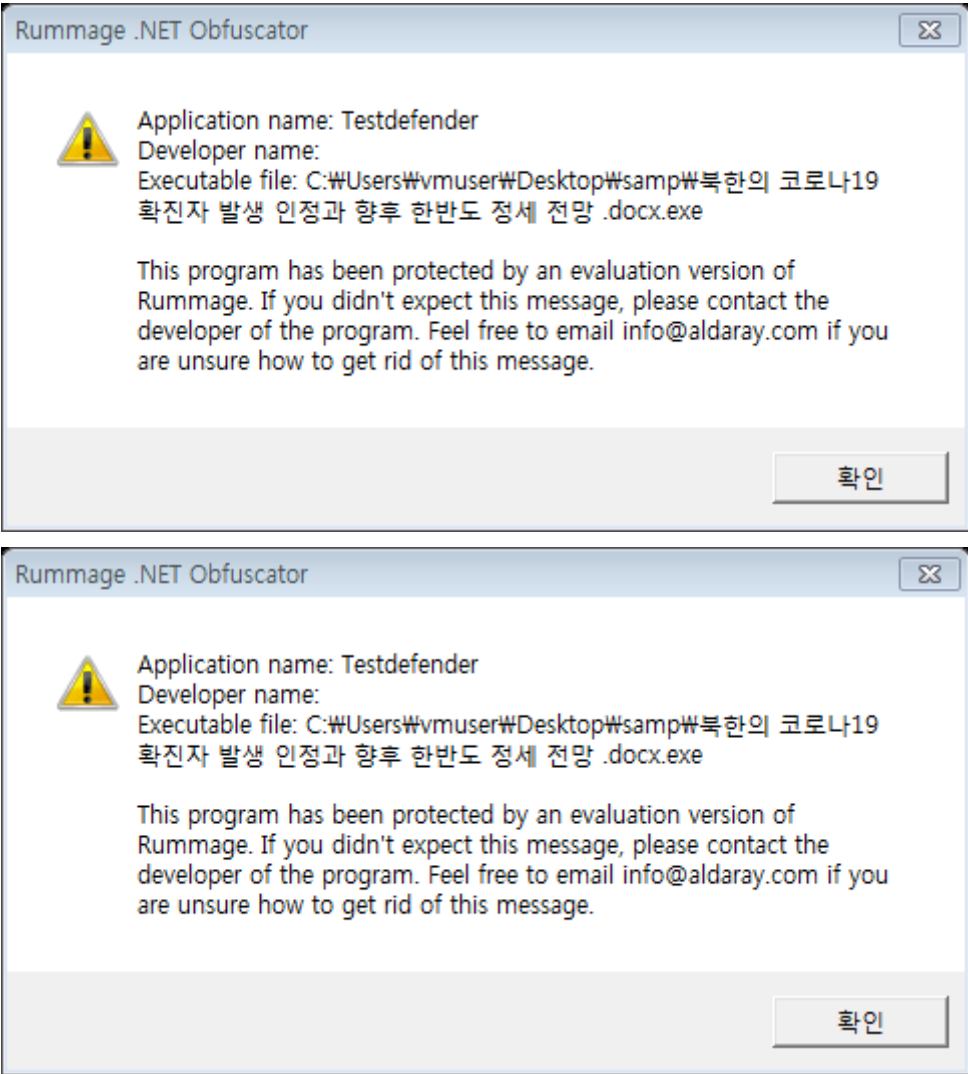 Rummage .NET Obfuscator
Application name: Testdefender
Developer name:
Executable file: C:₩Users₩vmuser₩Desktop₩samp₩북한의 코로나19
확진자 발생 인정과 향후 한반도 정세 전망 .docx.exe
This program has been protected by an evaluation version of
Rummage. If you didn't expect this message, please contact the
developer of the program. Feel free to email info@aldaray.com if you
are unsure how to get rid of this message.
확인
Rummage .NET Obfuscator
Application name: Testdefender
Developer name:
Executable file: C:₩Users₩vmuser₩Desktop₩samp₩북한의 코로나19
확진자 발생 인정과 향후 한반도 정세 전망 .docx.exe
This program has been protected by an evaluation version of
Rummage. If you didn't expect this message, please contact the
developer of the program. Feel free to email info@aldaray.com if you
are unsure how to get rid of this message.
확인